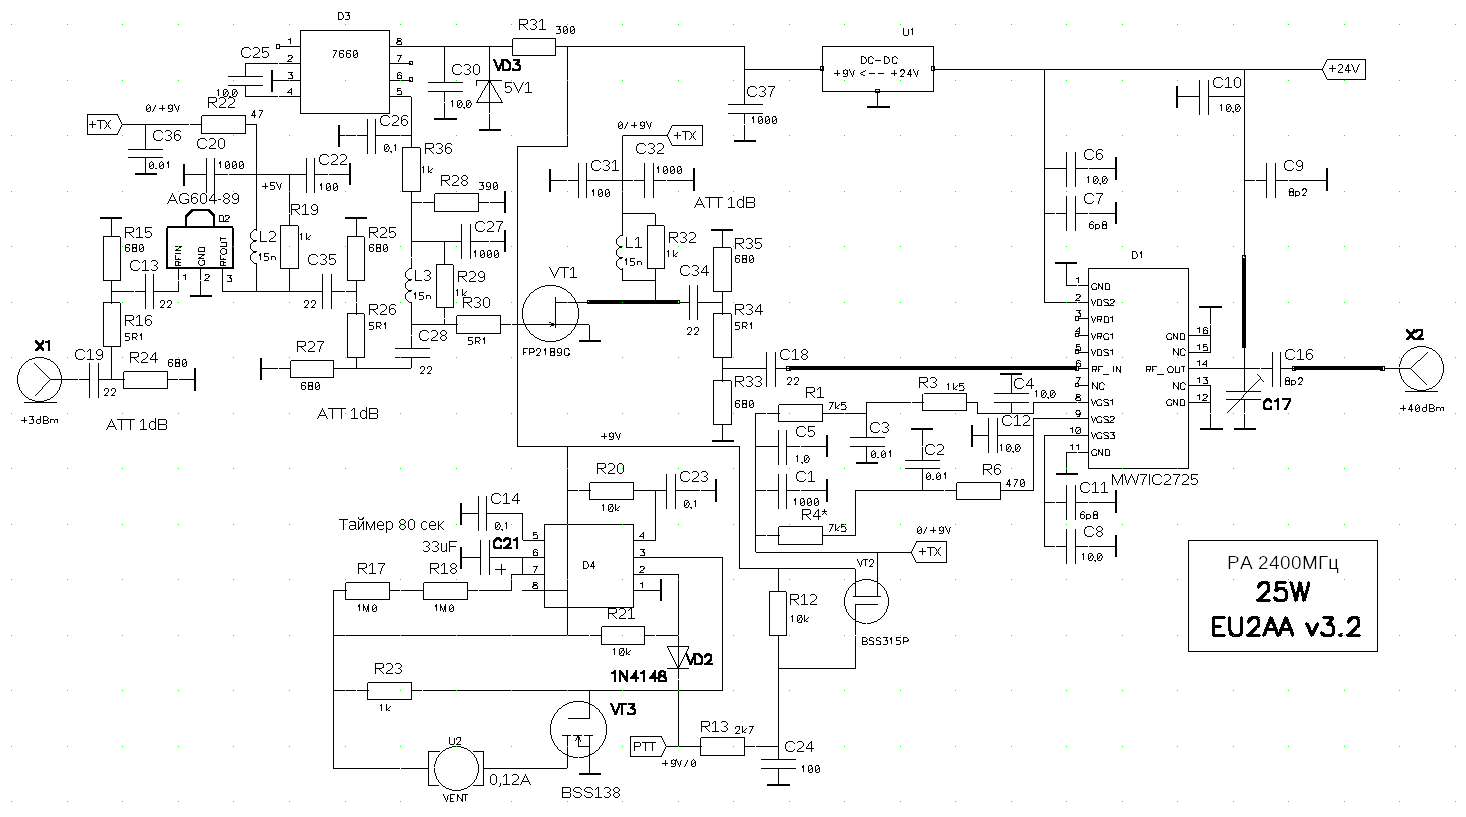 D3
7660
1
2
3
4
8
7
6
5
C25
10,0
R31
300
VD3
5V1
C30
10,0
C37
1000
U1
DC-DC
+9V <-- +24V
+24V
C10
10,0
+TX
0/+9V
R22
47
C36
0.01
C20
1000
C22
100
+5V
C26
0,1
R36
1k
R28
390
C27
1000
0/+9V
+TX
C31
100
C32
1000
ATT 1dB
C6
10,0
C7
6p8
C9
8p2
AG604-89
D2
RFIN
GND
RFOUT
1
2
3
R15
680
C13
22
R16
5R1
L2
15n
R19
1k
R25
680
C35
22
R26
5R1
L3
15n
R29
1k
R30
5R1
C28
22
L1
15n
R32
1k
VT1
FP2189G
C34
22
R35
680
R34
5R1
R33
680
C18
22
X1
+3dBm
C19
22
R24
680
ATT 1dB
R27
680
ATT 1dB
D1
1
GND
2
VDS2
3
VRD1
4
VRG1
5
VDS1
6
RF_IN
7
NC
8
VGS1
9
VGS2
10
VGS3
11
GND
GND
16
NC
15
RF_OUT
14
NC
13
GND
12
MW7IC2725
C16
8p2
C17
X2
+40dBm
R1
7k5
R3
1k5
C4
10,0
C5
1,0
C3
0.01
C2
0.01
C12
10,0
C1
1000
R6
470
R4*
7k5
C11
6p8
C8
10,0
0/+9V
+TX
+9V
R20
10k
C23
0,1
Таймер 80 сек
C14
0,1
33uF
C21
+
D4
5
6
7
8
4
3
2
1
R17
1M0
R18
1M0
R21
10k
VD2
1N4148
R12
10k
VT2
BSS315P
R23
1k
VT3
BSS138
U2
VENT
0,12A
PTT
+9V/0
R13
2k7
C24
100
PA 2400МГц
25W
EU2AA v3.2